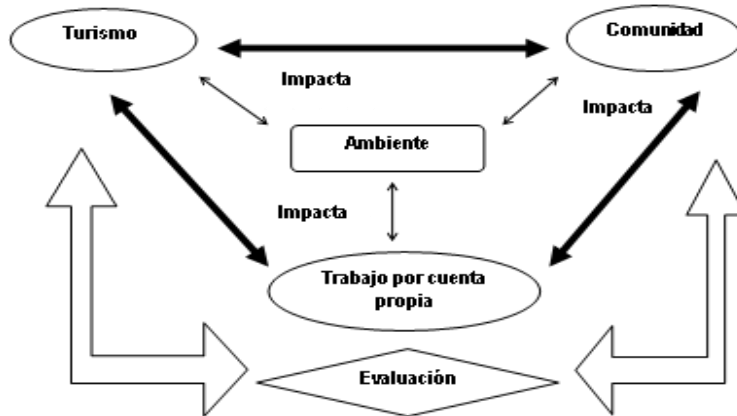 Turismo
Comunidad
Impacta
Impacta
Ambiente
Impacta
Trabajo por cuenta
propia
Evaluación